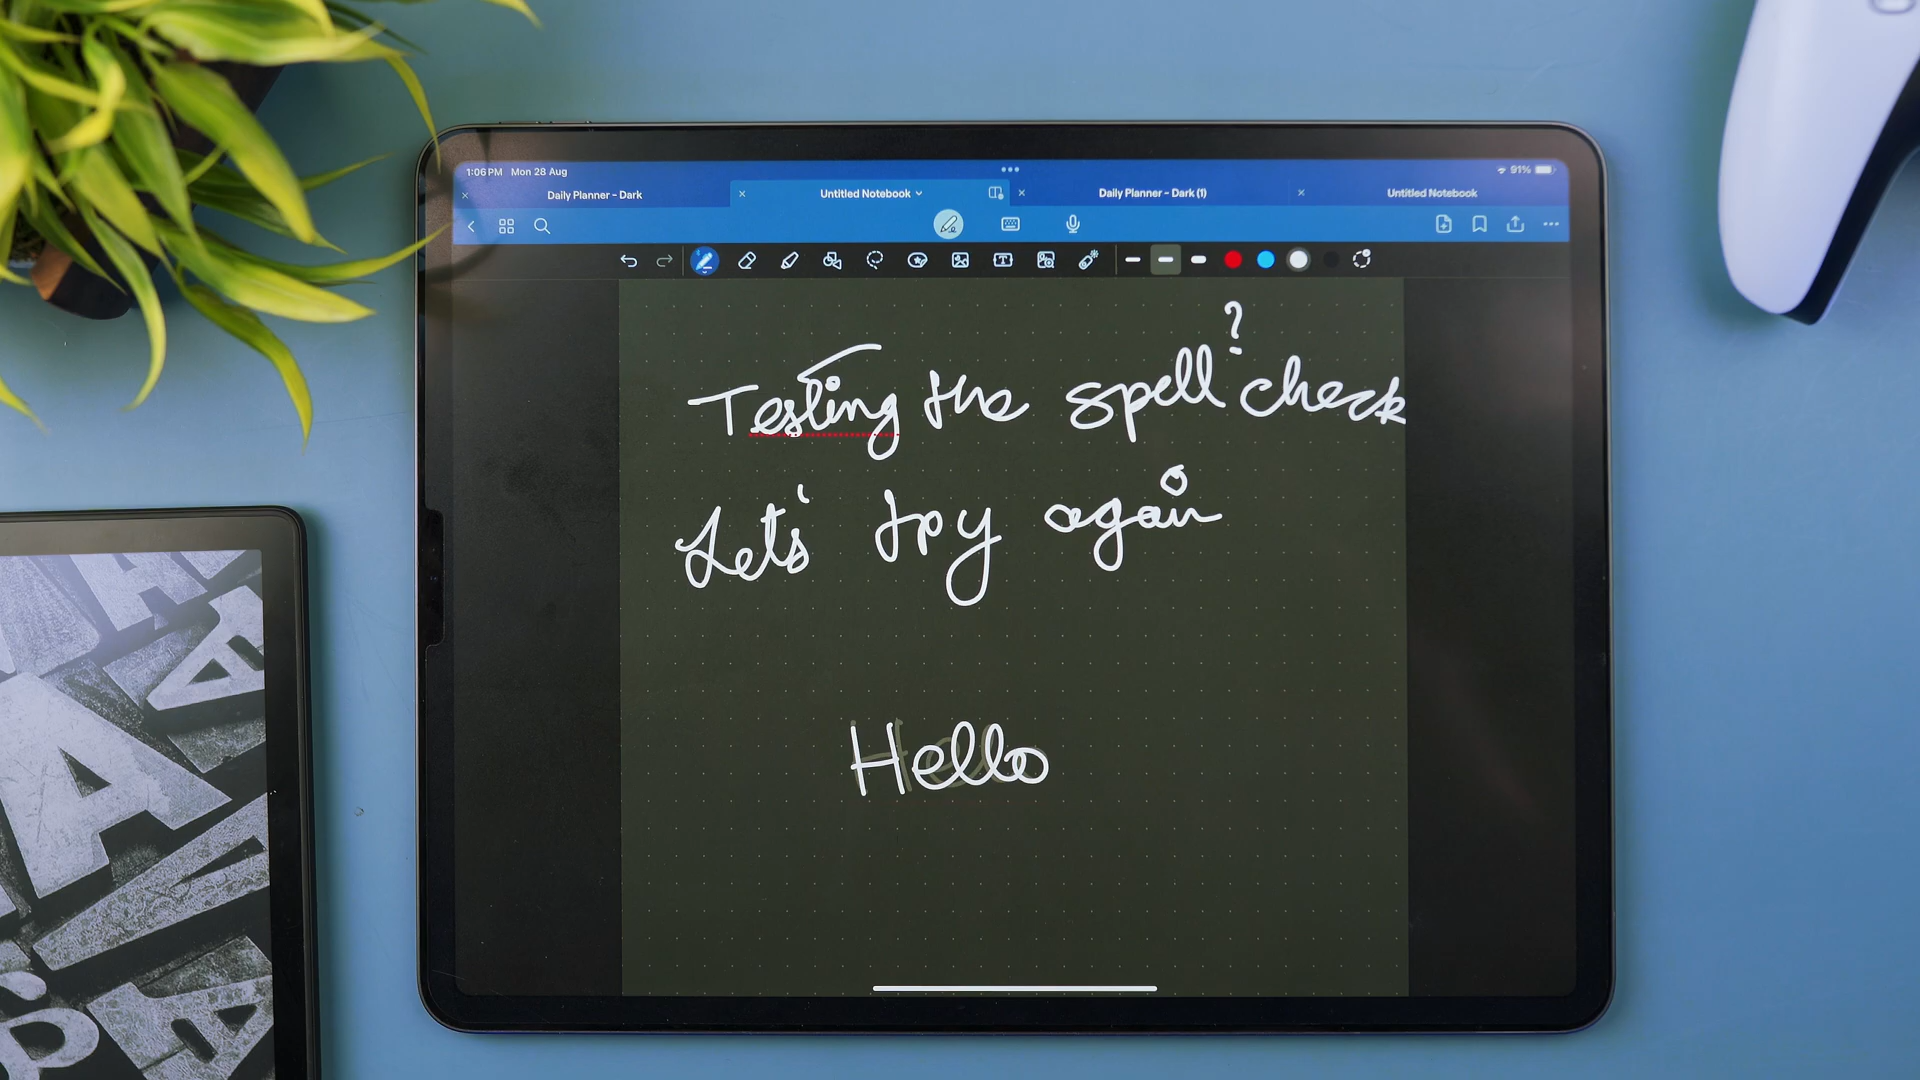 1:06 PM Mon 28 Aug
91%
Daily Planner - Dark
Untitled Notebook
Daily Planner - Dark (1)
Untitled Notebook
?
Testing the spell check
Let's try again
Hello
A
A
A
A